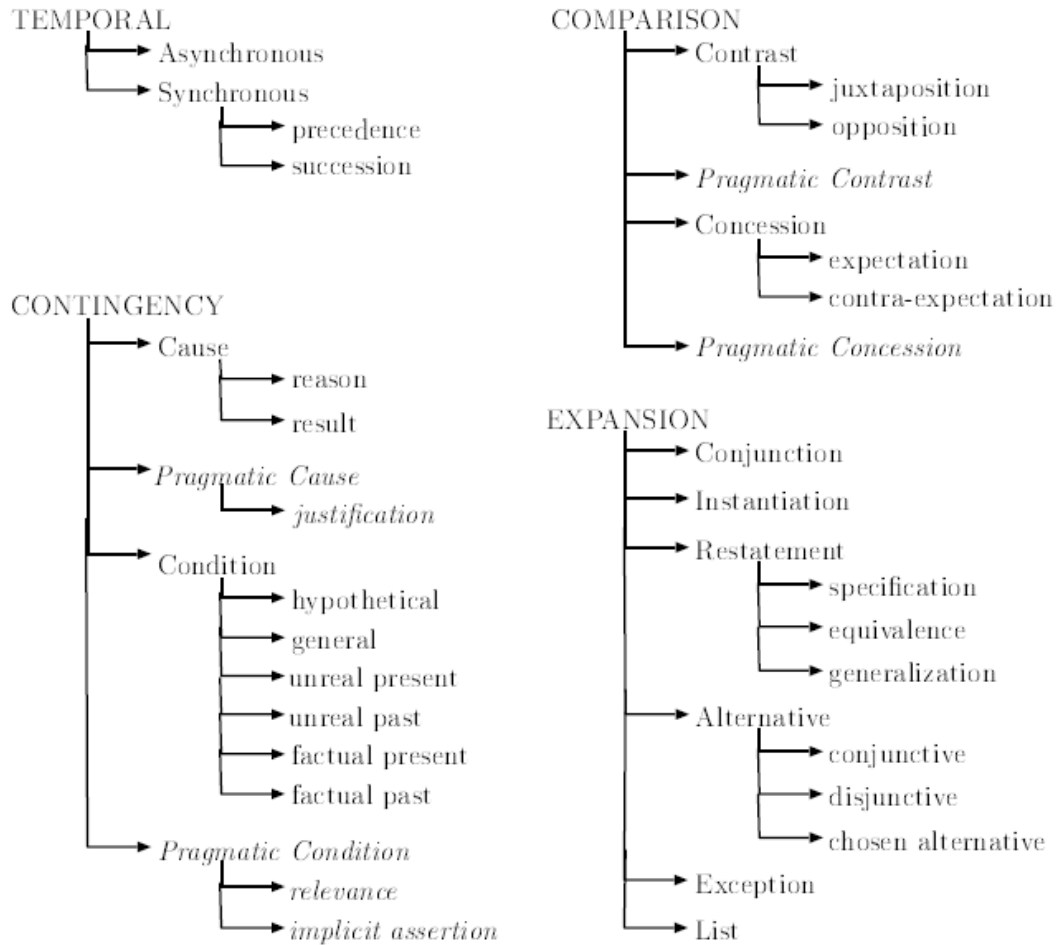 TEMPORAL
Asynchronous
Synchronous
precedence
succession
CONTINGENCY
Cause
reason
result
Pragmatic Cause
justification
Condition
hypothetical
general
unreal present
unreal past
factual present
factual past
Pragmatic Condition
relevance
implicit assertion
COMPARISON
Contrast
juxtaposition
opposition
Pragmatic Contrast
Concession
expectation
contra-expectation
Pragmatic Concession
EXPANSION
Conjunction
Instantiation
Restatement
specification
equivalence
generalization
Alternative
conjunctive
disjunctive
chosen alternative
Exception
List